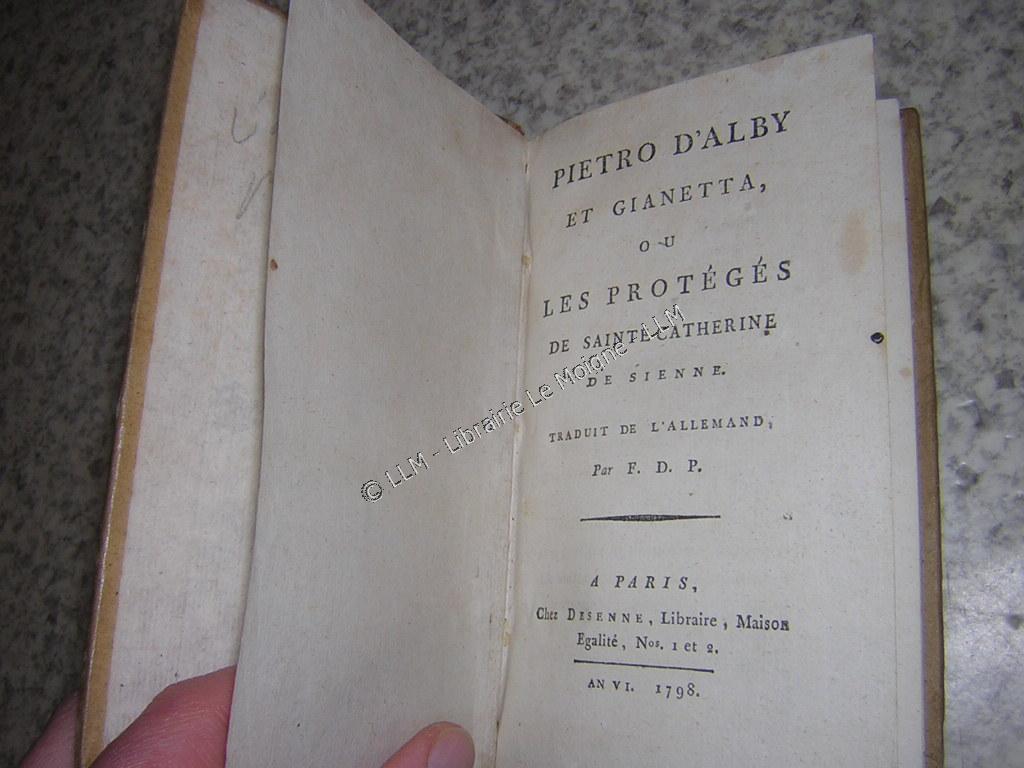 PIETRO D'ALBY
ET GIANETTA,
OU
LES PROTÉGÉS
DE SAINTE-CATHERINE
DE SIENNE.
TRADUIT DE L'ALLEMAND,
Par F. D. P.
A PARIS,
Chez DESENNE, Libraire, Maison
Egalité, Nos. 1 et 2.
AN VI. 1798.
© LLM - Librairie Le Moigne - LLM